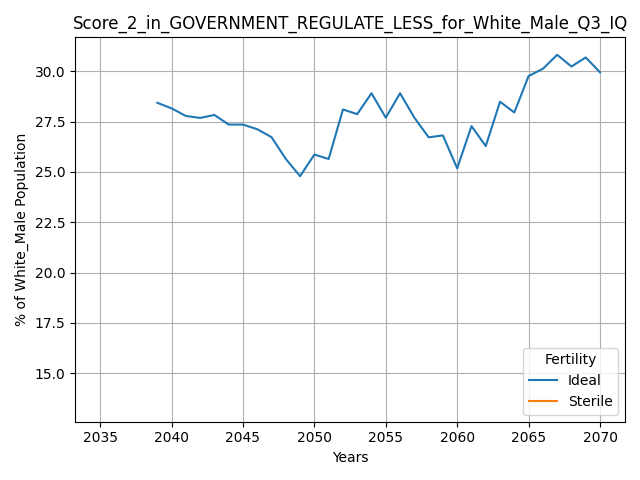 Score_2_in_GOVERNMENT_REGULATE_LESS_for_White_Male_Q3_IQ
% of White_Male Population
30.0
27.5
25.0
22.5
20.0
17.5
15.0
Fertility
Ideal
Sterile
2035 2040 2045 2050 2055 2060 2065 2070
Years